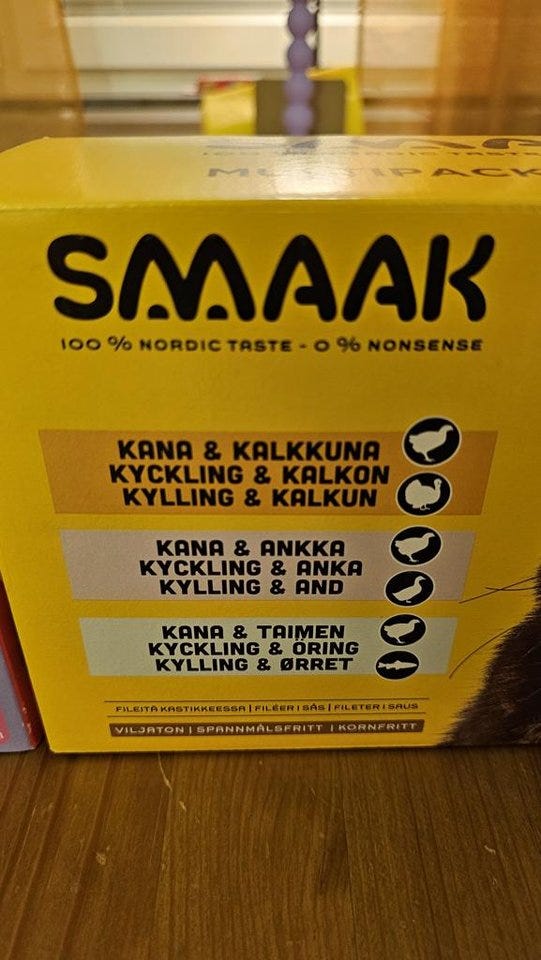 MULTIPACK
SMAAK
100 % NORDIC TASTE - 0 % NONSENSE
KANA & KALKKUNA
KYCKLING & KALKON
KYLLING & KALKUN
KANA & ANKKA
KYCKLING & ANKA
KYLLING & AND
KANA & TAIMEN
KYCKLING & ÖRING
KYLLING & ØRRET
FILEITÄ KASTIKKEESSA | FILÉER I SÅS | FILETER I SAUS
VILJATON | SPANNMÅLSFRITT | KORNFRITT